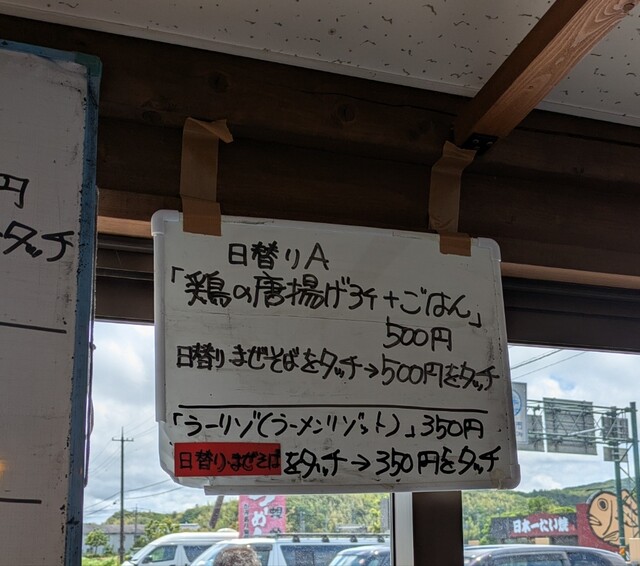 円
タッチ
日替りA
「鶏の唐揚げ3ケ+ごはん」
500円
日替り・まぜそばをタッチ→500円をタッチ
「ラーリゾ(ラーメンリゾット)」350円
日替り・まぜそばをタッチ→350円をタッチ
日本一たい焼